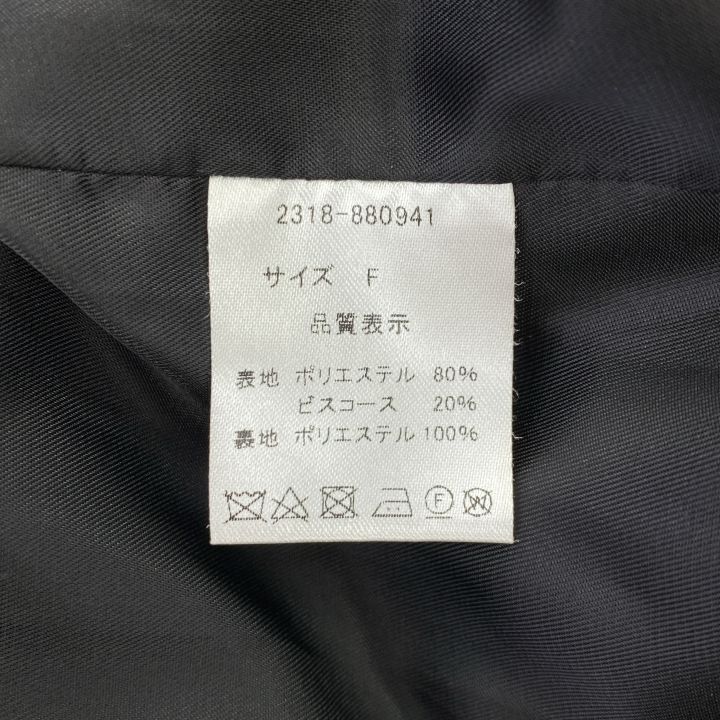 2318-880941
サイズ F
品質表示
表地 ポリエステル 80%
ビスコース 20%
裏地 ポリエステル 100%
F
W